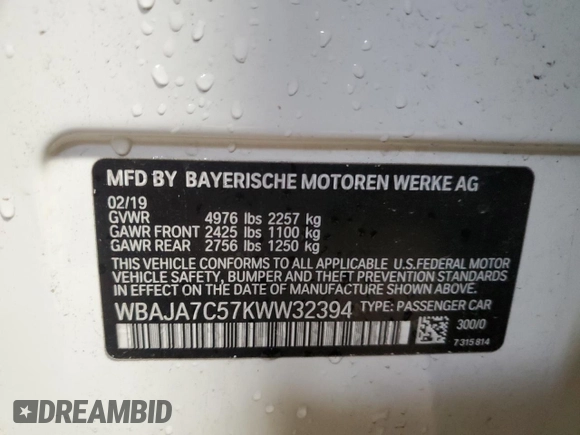 MFD BY BAYERISCHE MOTOREN WERKE AG
02/19
GVWR 4976 lbs 2257 kg
GAWR FRONT 2425 lbs 1100 kg
GAWR REAR 2756 lbs 1250 kg
THIS VEHICLE CONFORMS TO ALL APPLICABLE U.S.FEDERAL MOTOR
VEHICLE SAFETY, BUMPER AND THEFT PREVENTION STANDARDS
IN EFFECT ON THE DATE OF MANUFACTURE SHOWN ABOVE.
WBAJA7C57KWW32394 TYPE: PASSENGER CAR
300/0
7 315 814
DREAMBID